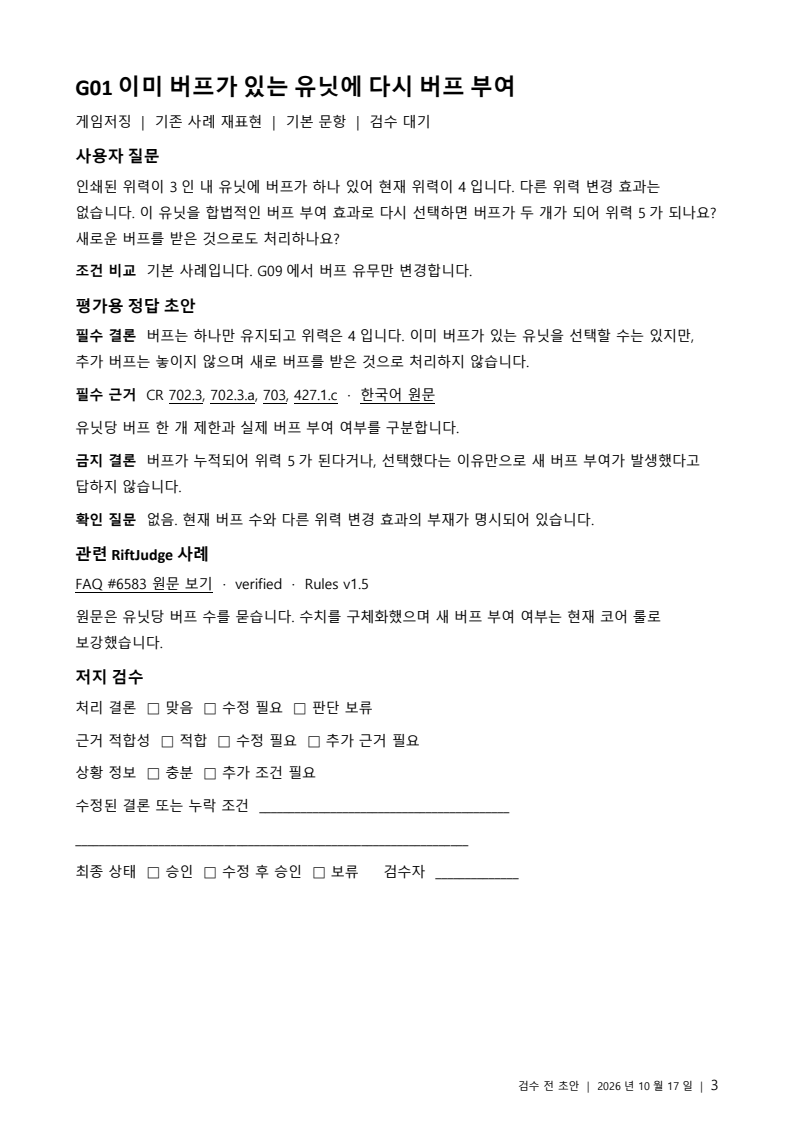 G01 이미 버프가 있는 유닛에 다시 버프 부여
게임저징 | 기존 사례 재표현 | 기본 문항 | 검수 대기
사용자 질문
인쇄된 위력이 3 인 내 유닛에 버프가 하나 있어 현재 위력이 4 입니다. 다른 위력 변경 효과는
없습니다. 이 유닛을 합법적인 버프 부여 효과로 다시 선택하면 버프가 두 개가 되어 위력 5 가 되나요?
새로운 버프를 받은 것으로도 처리하나요?
조건 비교 기본 사례입니다. G09 에서 버프 유무만 변경합니다.
평가용 정답 초안
필수 결론 버프는 하나만 유지되고 위력은 4 입니다. 이미 버프가 있는 유닛을 선택할 수는 있지만,
추가 버프는 놓이지 않으며 새로 버프를 받은 것으로 처리하지 않습니다.
필수 근거 CR 702.3, 702.3.a, 703, 427.1.c · 한국어 원문
유닛당 버프 한 개 제한과 실제 버프 부여 여부를 구분합니다.
금지 결론 버프가 누적되어 위력 5 가 된다거나, 선택했다는 이유만으로 새 버프 부여가 발생했다고
답하지 않습니다.
확인 질문 없음. 현재 버프 수와 다른 위력 변경 효과의 부재가 명시되어 있습니다.
관련 RiftJudge 사례
FAQ #6583 원문 보기 · verified · Rules v1.5
원문은 유닛당 버프 수를 묻습니다. 수치를 구체화했으며 새 버프 부여 여부는 현재 코어 룰로
보강했습니다.
저지 검수
처리 결론 □ 맞음 □ 수정 필요 □ 판단 보류
근거 적합성 □ 적합 □ 수정 필요 □ 추가 근거 필요
상황 정보 □ 충분 □ 추가 조건 필요
수정된 결론 또는 누락 조건 ______________________________
_______________________________________________
최종 상태 □ 승인 □ 수정 후 승인 □ 보류 검수자 __________
검수 전 초안 | 2026 년 10 월 17 일 | 3